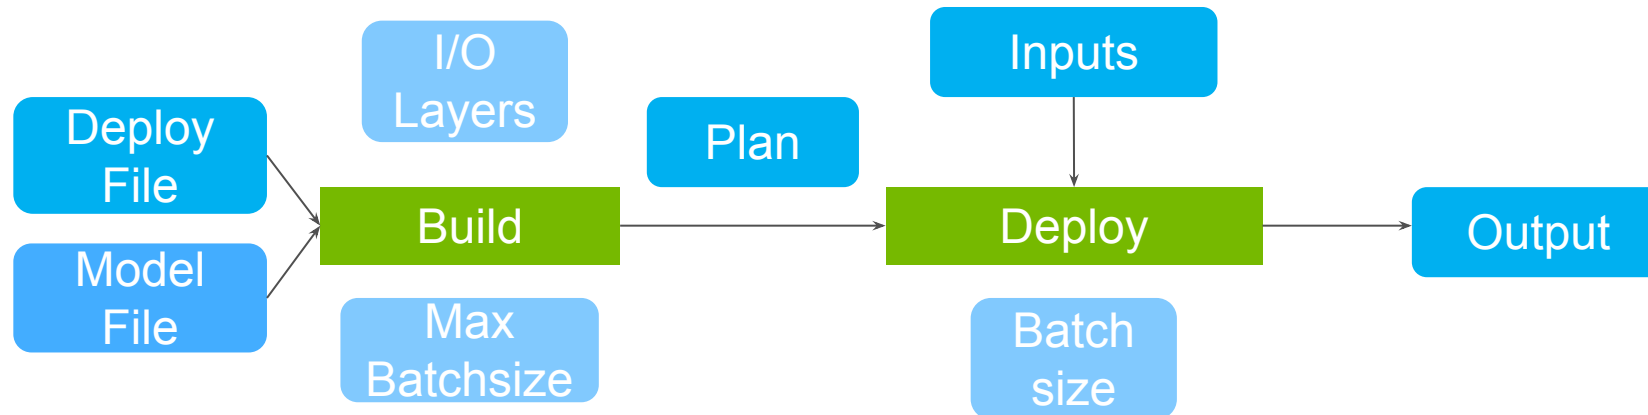 Deploy
File
Model
File
I/O
Layers
Build
Max
Batchsize
Plan
Inputs
Deploy
Batch
size
Output